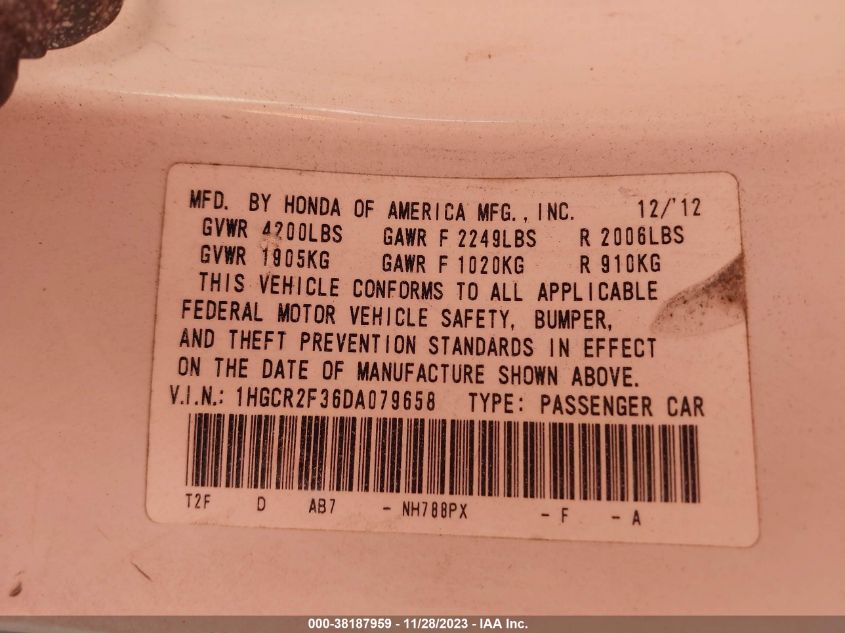 MFD. BY HONDA OF AMERICA MFG., INC. 12/'12
GVWR 4200LBS GAWR F 2249LBS R 2006LBS
GVWR 1905KG GAWR F 1020KG R 910KG
THIS VEHICLE CONFORMS TO ALL APPLICABLE
FEDERAL MOTOR VEHICLE SAFETY, BUMPER,
AND THEFT PREVENTION STANDARDS IN EFFECT
ON THE DATE OF MANUFACTURE SHOWN ABOVE.
V.I.N.: 1HGCR2F36DA079658 TYPE: PASSENGER CAR
T2F D AB7 - NH788PX - F - A
000-38187959 - 11/28/2023 - IAA Inc.